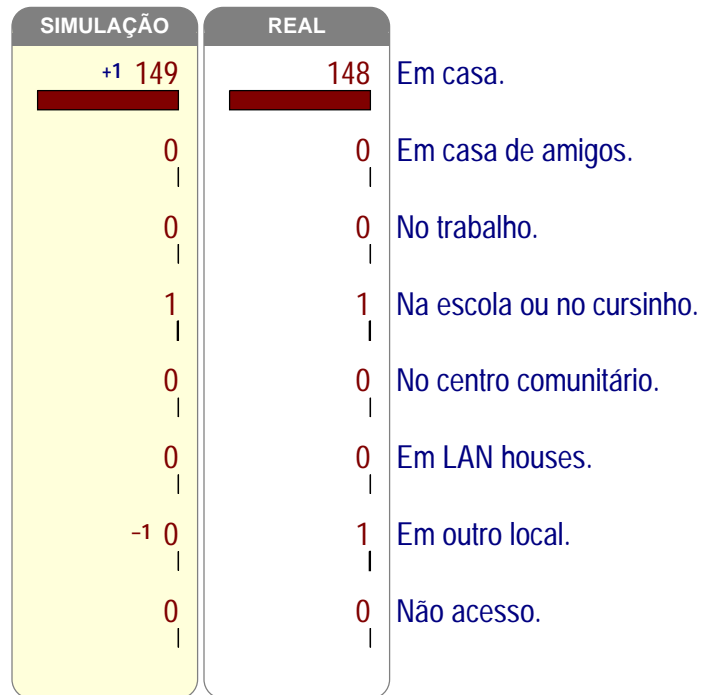 SIMULAÇÃO REAL
+1 149 148 Em casa.
0 0 Em casa de amigos.
0 0 No trabalho.
1 1 Na escola ou no cursinho.
0 0 No centro comunitário.
0 0 Em LAN houses.
−1 0 1 Em outro local.
0 0 Não acesso.